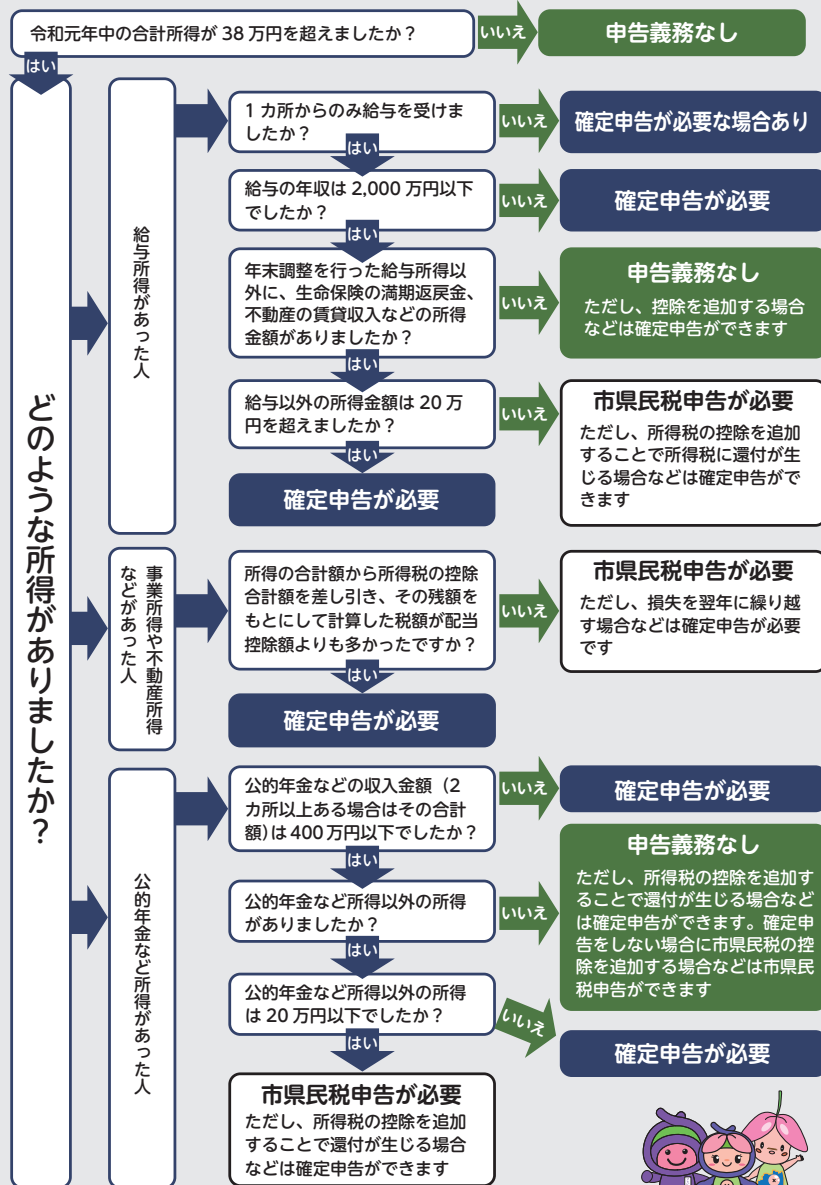 令和元年中の合計所得が 38 万円を超えましたか？
いいえ
申告義務なし
はい
どのような所得がありましたか？
給与所得があった人
1 カ所からのみ給与を受けま
したか？
いいえ
確定申告が必要な場合あり
はい
給与の年収は 2,000 万円以下
でしたか？
いいえ
確定申告が必要
はい
年末調整を行った給与所得以
外に、生命保険の満期返戻金、
不動産の賃貸収入などの所得
金額がありましたか？
いいえ
申告義務なし
ただし、控除を追加する場合
などは確定申告ができます
はい
給与以外の所得金額は 20 万
円を超えましたか？
いいえ
市県民税申告が必要
ただし、所得税の控除を追加
することで所得税に還付が生
じる場合などは確定申告がで
きます
はい
確定申告が必要
事業所得や不動産所得
などがあった人
所得の合計額から所得税の控除
合計額を差し引き、その残額を
もとにして計算した税額が配当
控除額よりも多かったですか？
いいえ
市県民税申告が必要
ただし、損失を翌年に繰り越
す場合などは確定申告が必要
です
はい
確定申告が必要
公的年金など所得があった人
公的年金などの収入金額（2
カ所以上ある場合はその合計
額）は 400 万円以下でしたか？
いいえ
確定申告が必要
はい
公的年金など所得以外の所得
がありましたか？
いいえ
申告義務なし
ただし、所得税の控除を追加す
ることで還付が生じる場合など
は確定申告ができます。確定申
告をしない場合に市県民税の控
除を追加する場合などは市県民
税申告ができます
はい
公的年金など所得以外の所得
は 20 万円以下でしたか？
いいえ
確定申告が必要
はい
市県民税申告が必要
ただし、所得税の控除を追加
することで還付が生じる場合
などは確定申告ができます